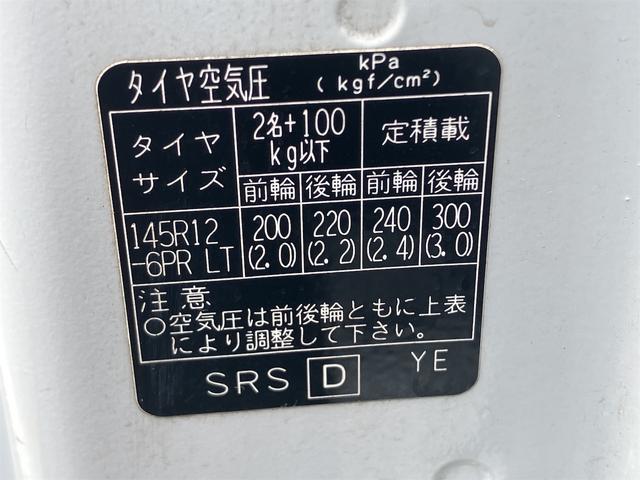 タイヤ空気圧 kPa
(kgf/cm²)
タイヤサイズ 2名+100kg以下 定積載
前輪 後輪 前輪 後輪
145R12 200 220 240 300
-6PR LT (2.0) (2.2) (2.4) (3.0)
注意
○空気圧は前後輪ともに上表
により調整して下さい。
SRS D YE